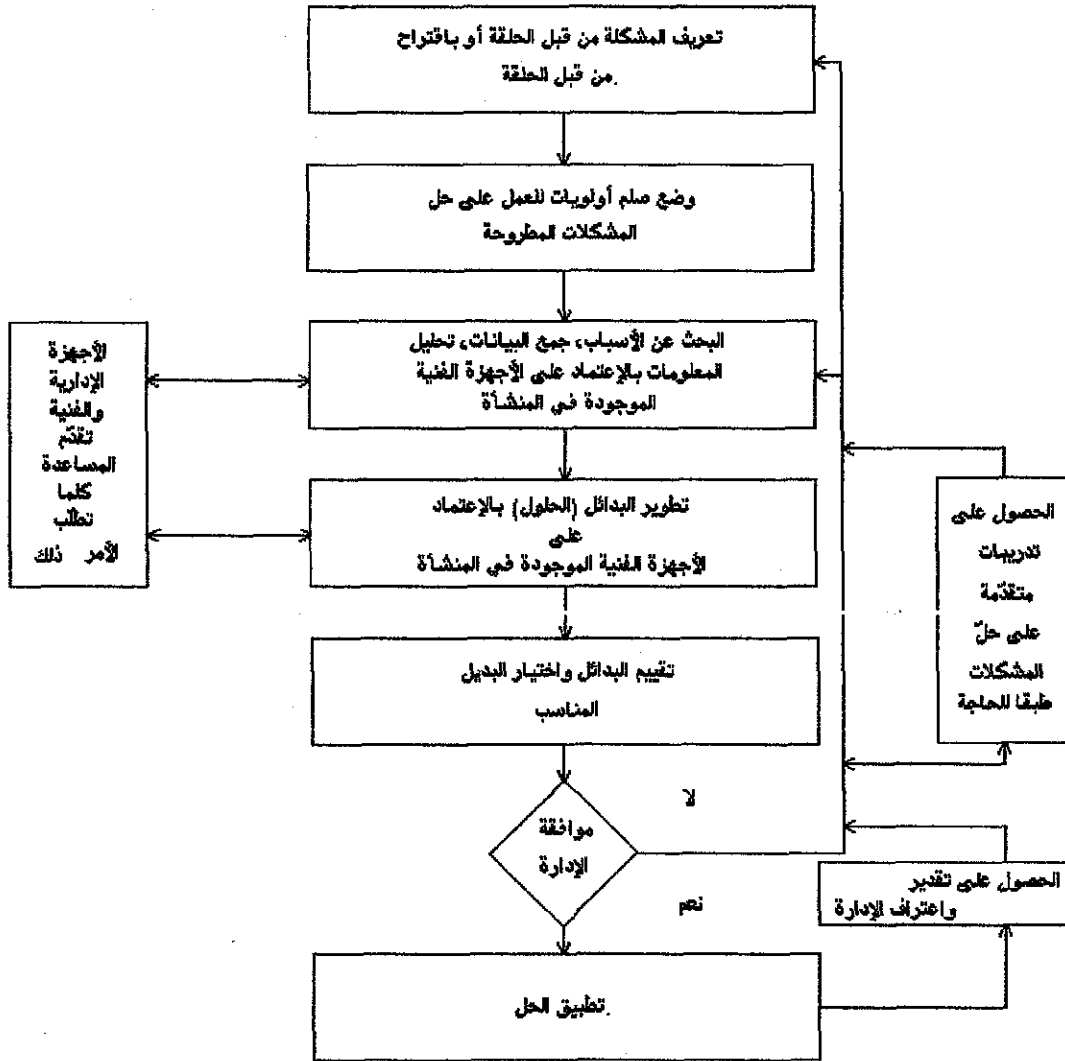 تعريف المشكلة من قبل الحلقة أو باقتراح
من قبل الحلقة.
وضع سلم أولويات للعمل على حل
المشكلات المطروحة
البحث عن الأسباب، جمع البيانات، تحليل
المعلومات بالإعتماد على الأجهزة الفنية
الموجودة في المنشأة
الأجهزة
الإدارية
والفنية
تقدّم
المساعدة
كلما
تطلّب
الأمر ذلك
تطوير البدائل (الحلول) بالإعتماد
على
الأجهزة الفنية الموجودة في المنشأة
الحصول على
تدريبات
متقدّمة
على حلّ
المشكلات
طبقا للحاجة
تقييم البدائل واختيار البديل
المناسب
لا
موافقة
الإدارة
نعم
الحصول على تقدير
واعتراف الإدارة
تطبيق الحل.